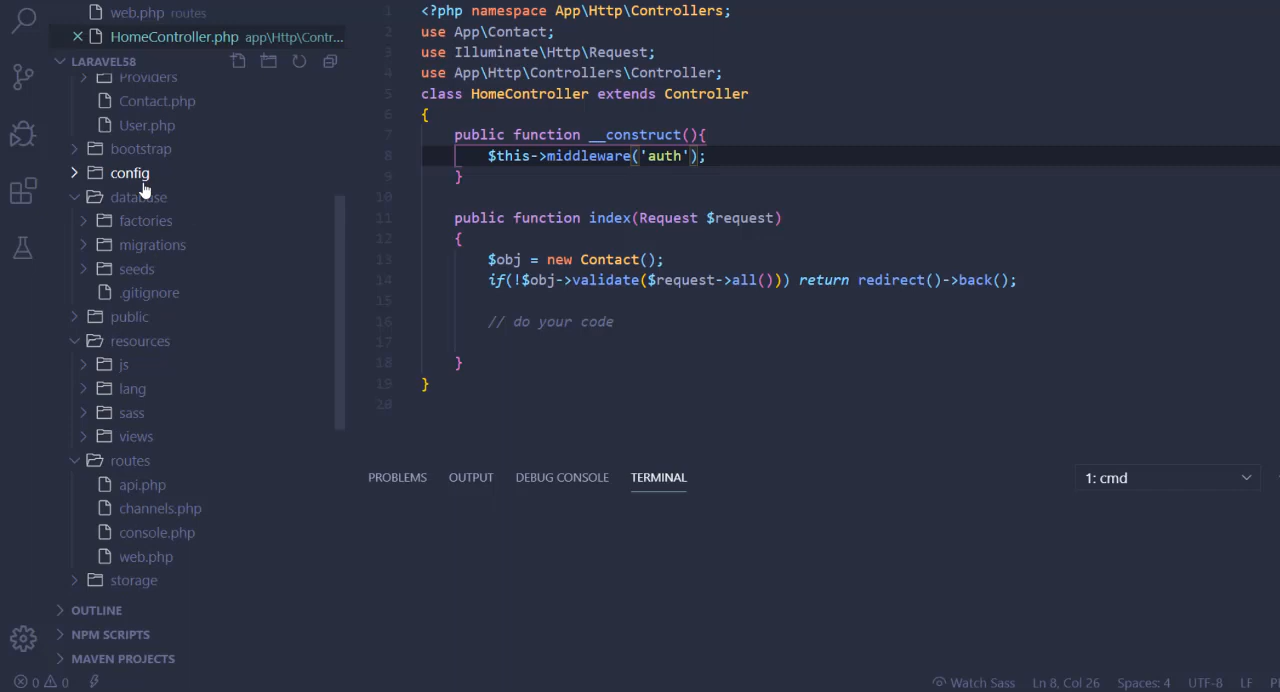 web.php routes
HomeController.php app\Http\Contr...
LARAVEL58
Providers
Contact.php
User.php
bootstrap
config
database
factories
migrations
seeds
.gitignore
public
resources
js
lang
sass
views
routes
api.php
channels.php
console.php
web.php
storage
OUTLINE
NPM SCRIPTS
MAVEN PROJECTS
1 <?php namespace App\Http\Controllers;
2 use App\Contact;
3 use Illuminate\Http\Request;
4 use App\Http\Controllers\Controller;
5 class HomeController extends Controller
6 {
7 public function __construct(){
8 $this->middleware('auth');
9 }
10
11 public function index(Request $request)
12 {
13 $obj = new Contact();
14 if(!$obj->validate($request->all())) return redirect()->back();
15
16 // do your code
17
18 }
19 }
20
PROBLEMS OUTPUT DEBUG CONSOLE TERMINAL 1: cmd
0 0 Watch Sass Ln 8, Col 26 Spaces: 4 UTF-8 LF